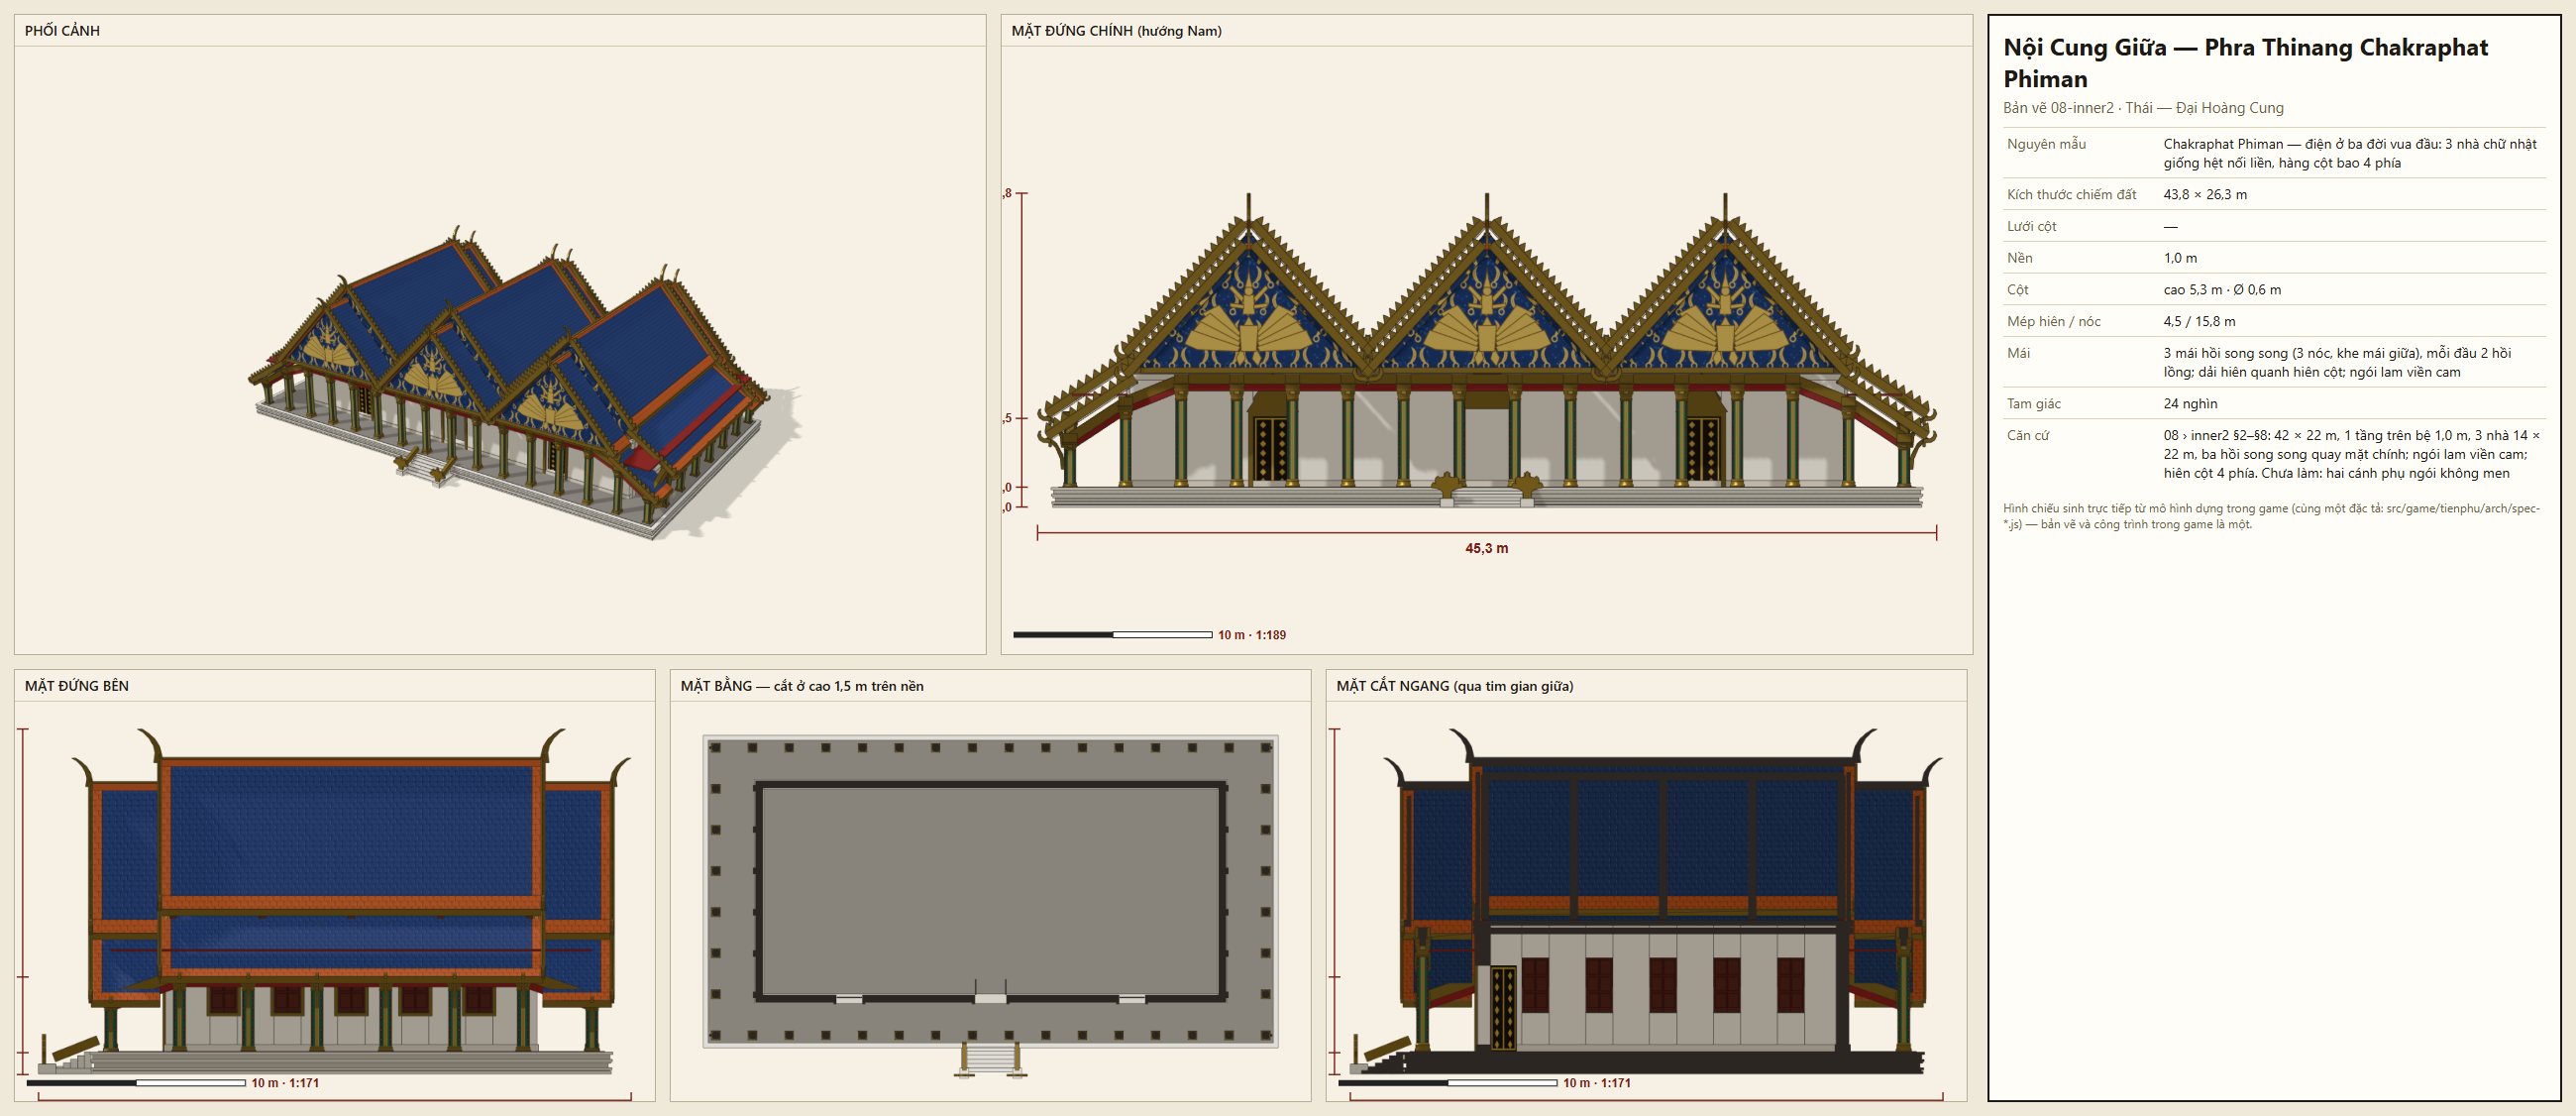 PHỐI CẢNH
MẶT ĐỨNG CHÍNH (hướng Nam)
,8
,5
,0
,0
45,3 m
10 m · 1:189
MẶT ĐỨNG BÊN
10 m · 1:171
MẶT BẰNG — cắt ở cao 1,5 m trên nền
MẶT CẮT NGANG (qua tim gian giữa)
10 m · 1:171
Nội Cung Giữa — Phra Thinang Chakraphat
Phiman
Bản vẽ 08-inner2 · Thái — Đại Hoàng Cung
Nguyên mẫu
Chakraphat Phiman — điện ở ba đời vua đầu: 3 nhà chữ nhật
giống hệt nối liền, hàng cột bao 4 phía
Kích thước chiếm đất
43,8 × 26,3 m
Lưới cột
—
Nền
1,0 m
Cột
cao 5,3 m · Ø 0,6 m
Mép hiên / nóc
4,5 / 15,8 m
Mái
3 mái hồi song song (3 nóc, khe mái giữa), mỗi đầu 2 hồi
lồng; dải hiên quanh hiên cột; ngói lam viền cam
Tam giác
24 nghìn
Căn cứ
08 › inner2 §2–§8: 42 × 22 m, 1 tầng trên bệ 1,0 m, 3 nhà 14 ×
22 m, ba hồi song song quay mặt chính; ngói lam viền cam;
hiên cột 4 phía. Chưa làm: hai cánh phụ ngói không men
Hình chiếu sinh trực tiếp từ mô hình dựng trong game (cùng một đặc tả: src/game/tienphu/arch/spec-
*.js) — bản vẽ và công trình trong game là một.